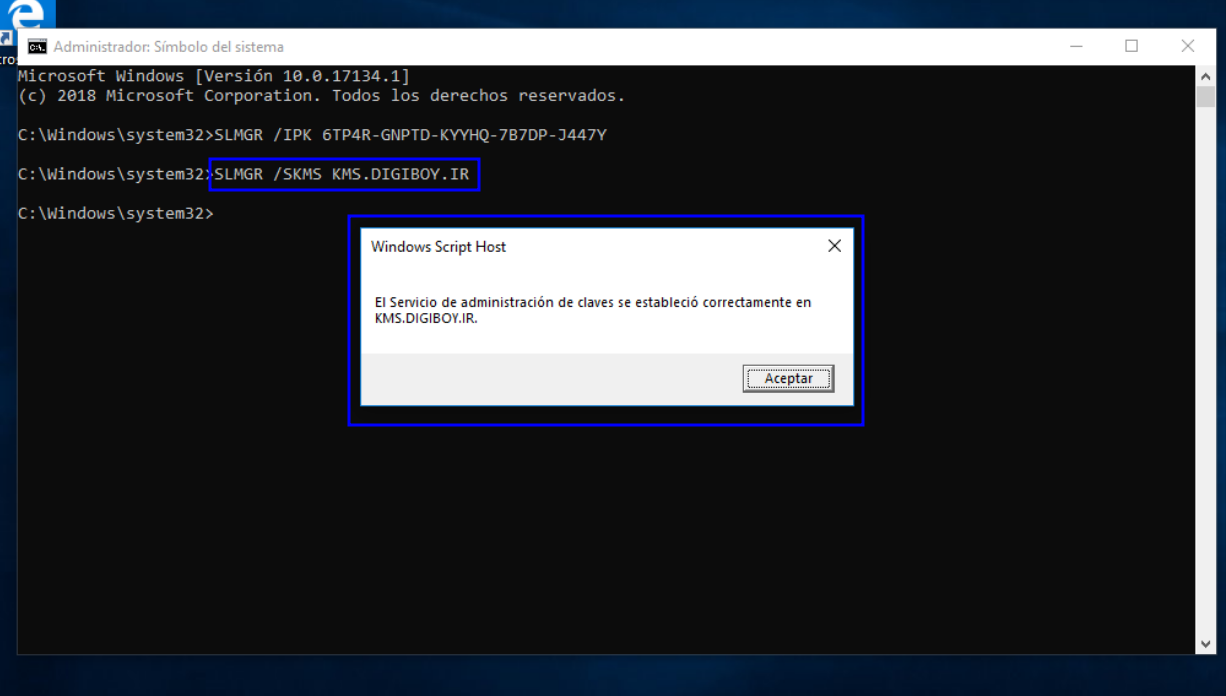 Administrador: Símbolo del sistema
Microsoft Windows [Versión 10.0.17134.1]
(c) 2018 Microsoft Corporation. Todos los derechos reservados.
C:\Windows\system32>SLMGR /IPK 6TP4R-GNPTD-KYYHQ-7B7DP-J447Y
C:\Windows\system32>SLMGR /SKMS KMS.DIGIBOY.IR
C:\Windows\system32>
Windows Script Host
El Servicio de administración de claves se estableció correctamente en
KMS.DIGIBOY.IR.
Aceptar